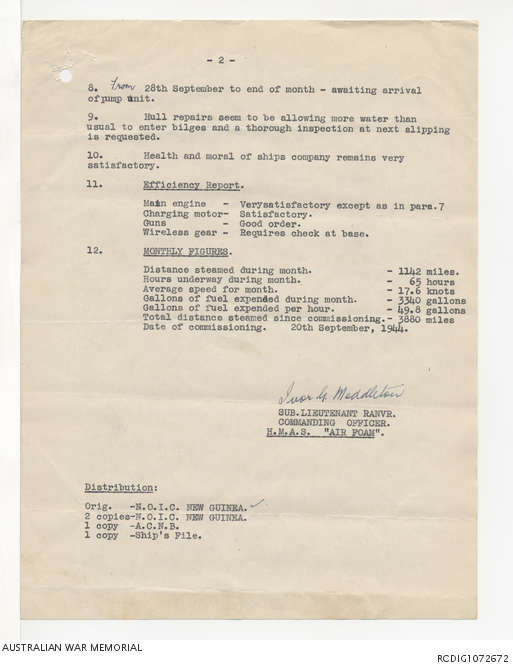 - 2 -
8. From 28th September to end of month - awaiting arrival
of pump unit.
9. Hull repairs seem to be allowing more water than
usual to enter bilges and a thorough inspection at next slipping
is requested.
10. Health and moral of ships company remains very
satisfactory.
11. Efficiency Report.
Main engine - Verysatisfactory except as in para.7
Charging motor- Satisfactory.
Guns - Good order.
Wireless gear - Requires check at base.
12. MONTHLY FIGURES.
Distance steamed during month. - 1142 miles.
Hours underway during month. - 65 hours
Average speed for month. - 17.6 knots
Gallons of fuel expended during month. - 3340 gallons
Gallons of fuel expended per hour. - 49.8 gallons
Total distance steamed since commissioning.- 3880 miles
Date of commissioning. 20th September, 1944.
Ivor G. Meddleton
SUB.LIEUTENANT RANVR.
COMMANDING OFFICER.
H.M.A.S. "AIR FOAM".
Distribution:
Orig. -N.O.I.C. NEW GUINEA.
2 copies-N.O.I.C. NEW GUINEA.
1 copy -A.C.N.B.
1 copy -Ship's File.
AUSTRALIAN WAR MEMORIAL
RCDIG1072672